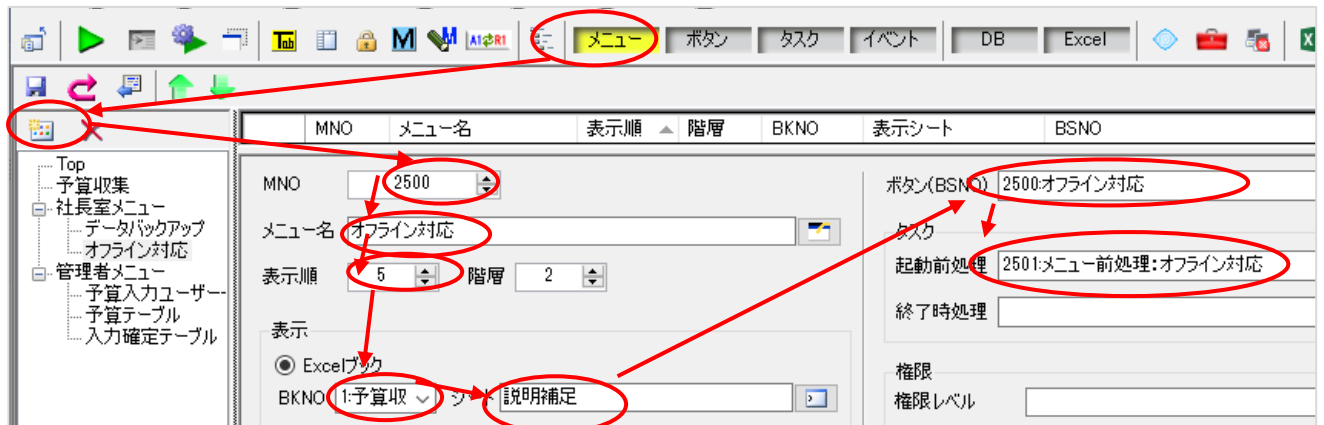 Tab M M A1⇄R1 メニュー ボタン タスク イベント DB Excel
MNO メニュー名 表示順 階層 BKNO 表示シート BSNO
Top
予算収集
社長室メニュー
データバックアップ
オフライン対応
管理者メニュー
予算入力ユーザー
予算テーブル
入力確定テーブル
MNO 2500
メニュー名 オフライン対応
表示順 5 階層 2
表示
Excelブック
BKNO 1:予算収 シート 説明補足
ボタン(BSNO) 2500:オフライン対応
タスク
起動前処理 2501:メニュー前処理:オフライン対応
終了時処理
権限
権限レベル